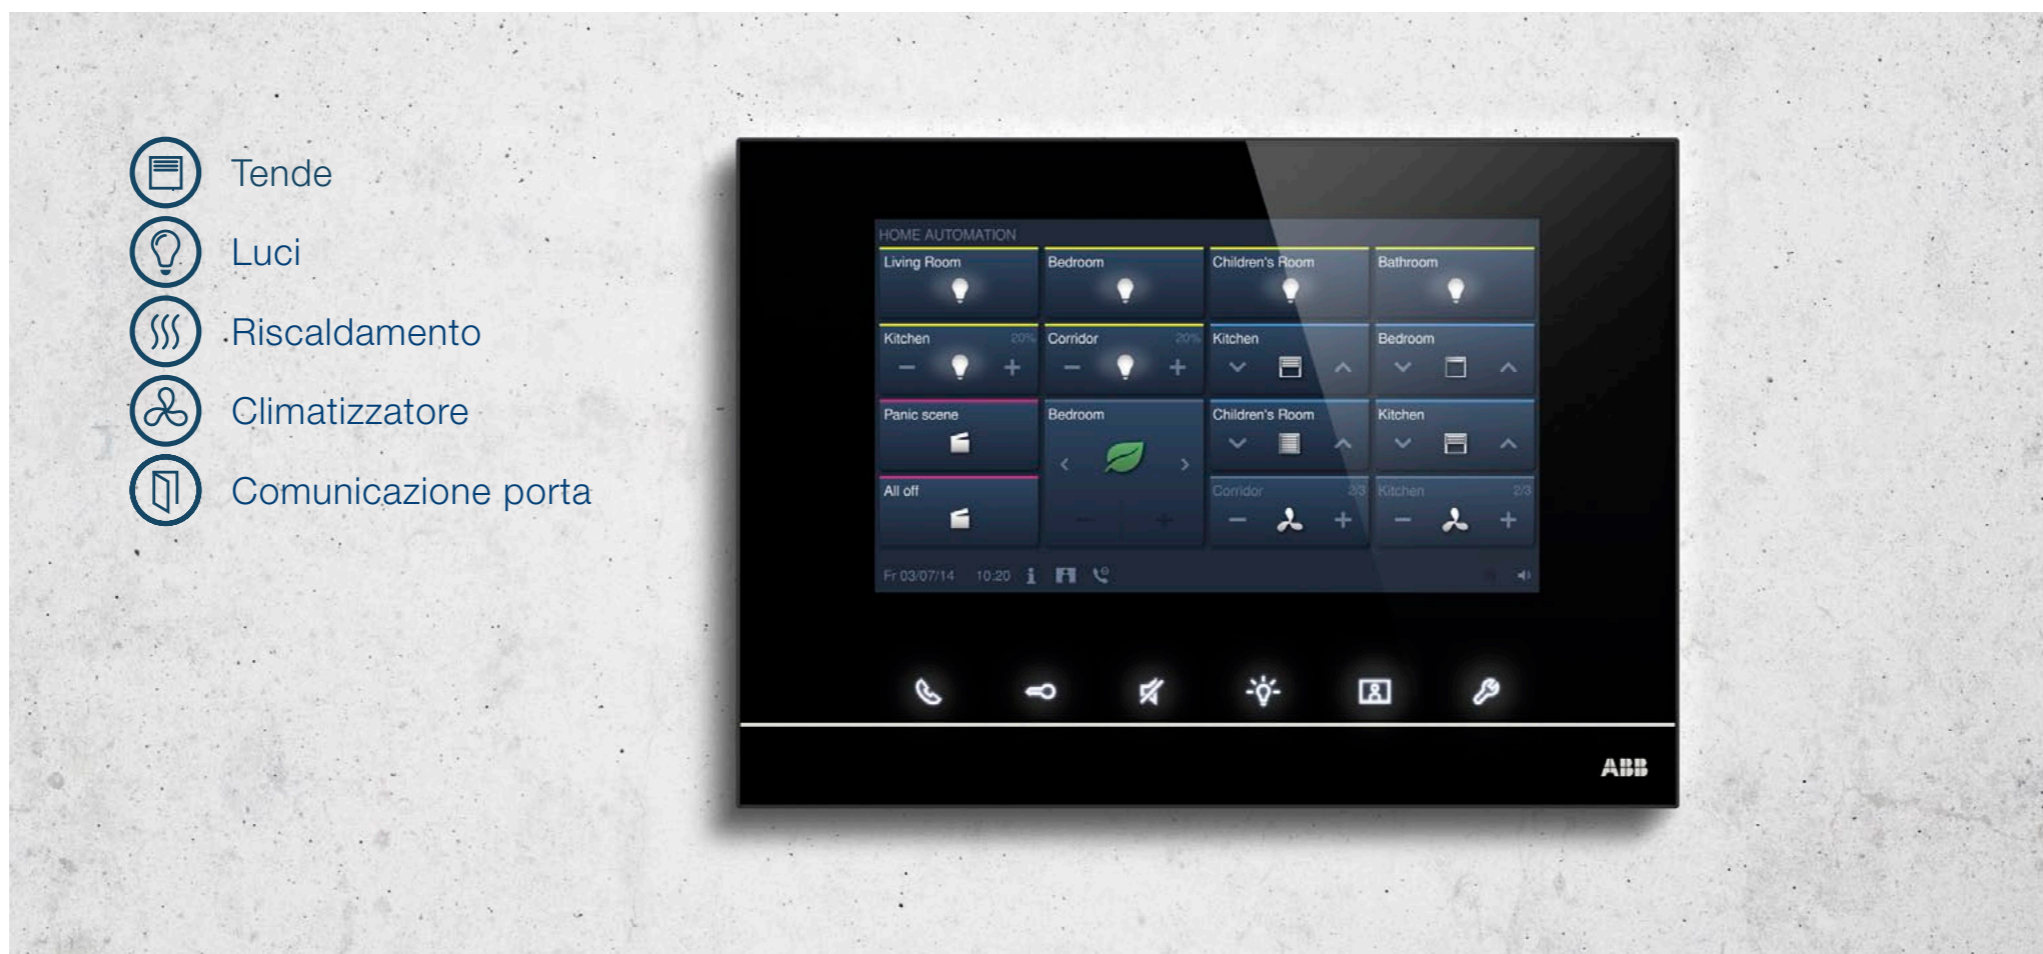 Tende
Luci
Riscaldamento
Climatizzatore
Comunicazione porta
HOME AUTOMATION
Living Room Bedroom Children's Room Bathroom
Kitchen 20% Corridor 20% Kitchen Bedroom
Panic scene Bedroom Children's Room Kitchen
All off Corridor 2/3 Kitchen 2/3
Fr 03/07/14 10:20
ABB